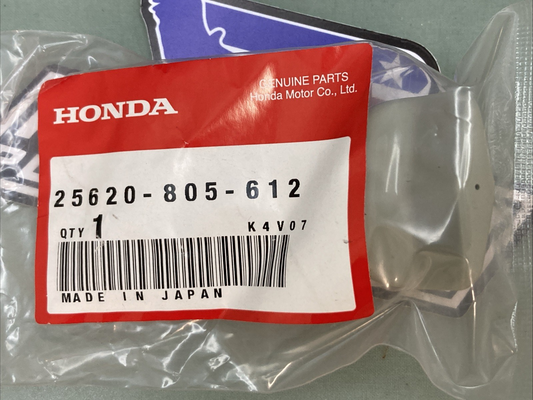 GENUINE PARTS
Honda Motor Co., Ltd.
HONDA
25620-805-612
QTY 1 K4V07
MADE IN JAPAN